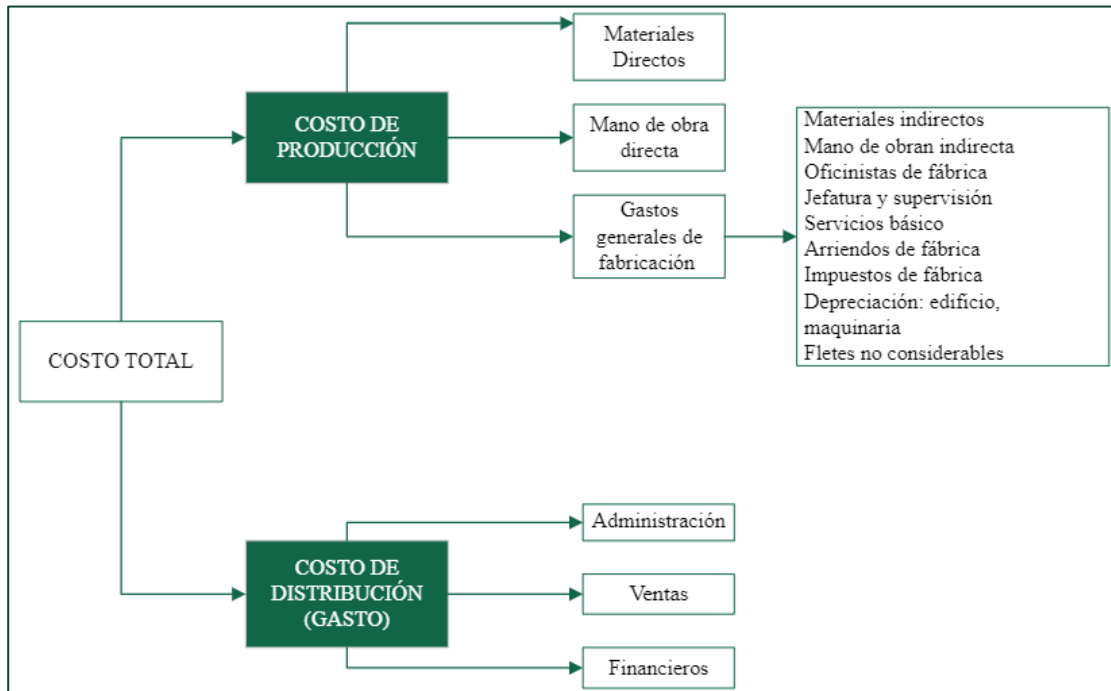 Materiales
Directos
COSTO DE
PRODUCCIÓN
Mano de obra
directa
Gastos
generales de
fabricación
Materiales indirectos
Mano de obran indirecta
Oficinistas de fábrica
Jefatura y supervisión
Servicios básico
Arriendos de fábrica
Impuestos de fábrica
Depreciación: edificio,
maquinaria
Fletes no considerables
COSTO TOTAL
COSTO DE
DISTRIBUCIÓN
(GASTO)
Administración
Ventas
Financieros